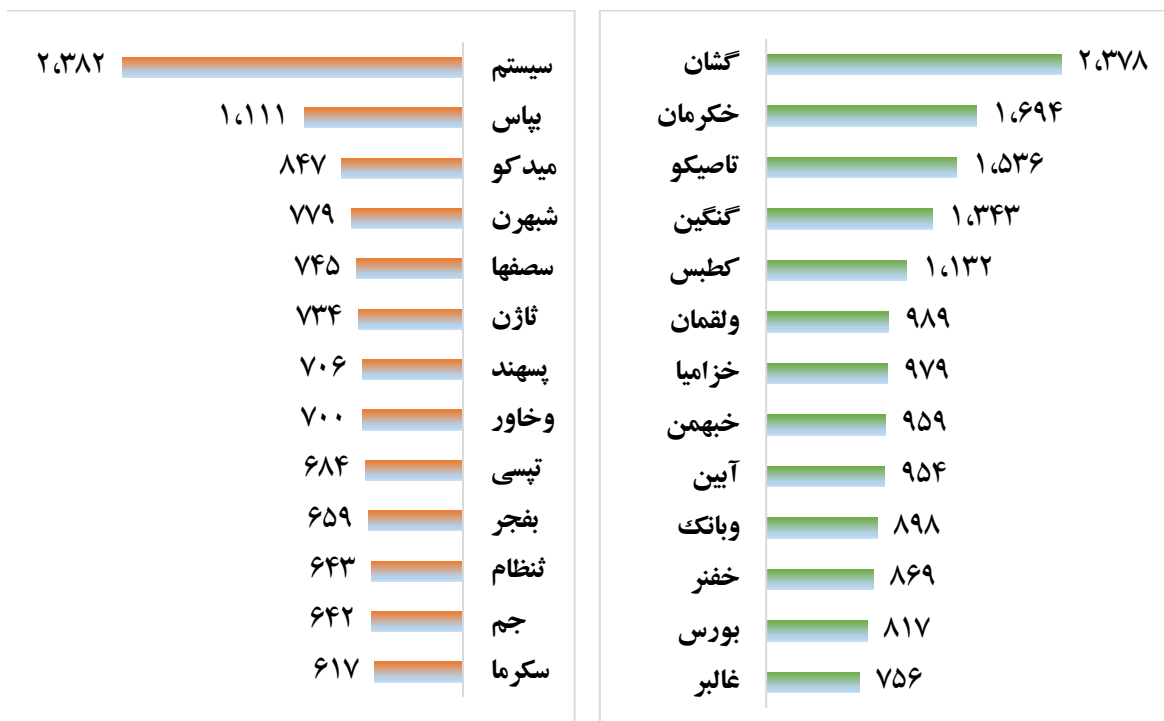 گشان ۲،۳۷۸
خکرمان ۱،۶۹۴
تاصیکو ۱،۵۳۶
گنگین ۱،۳۴۳
کطبس ۱،۱۳۲
ولقمان ۹۸۹
خزامیا ۹۷۹
خبهمن ۹۵۹
آبین ۹۵۴
وبانک ۸۹۸
خفنر ۸۶۹
بورس ۸۱۷
غالبر ۷۵۶
سیستم ۲،۳۸۲
بپاس ۱،۱۱۱
میدکو ۸۴۷
شبهرن ۷۷۹
سصفها ۷۴۵
ثاژن ۷۳۴
پسهند ۷۰۶
وخاور ۷۰۰
تپسی ۶۸۴
بفجر ۶۵۹
ثنظام ۶۴۳
جم ۶۴۲
سکرما ۶۱۷